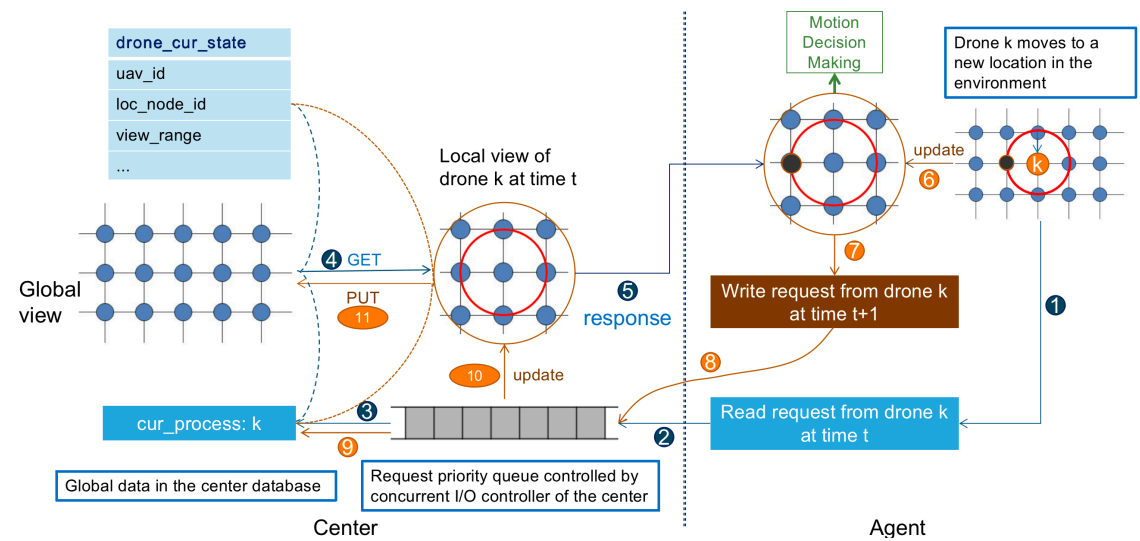 drone_cur_state
uav_id
loc_node_id
view_range
...
Motion
Decision
Making
Drone k moves to a
new location in the
environment
Local view of
drone k at time t
update
6
k
4 GET
PUT
11
5
response
7
Global
view
Write request from drone k
at time t+1
1
8
10 update
cur_process: k
3
9
2
Read request from drone k
at time t
Global data in the center database
Request priority queue controlled by
concurrent I/O controller of the center
Center
Agent